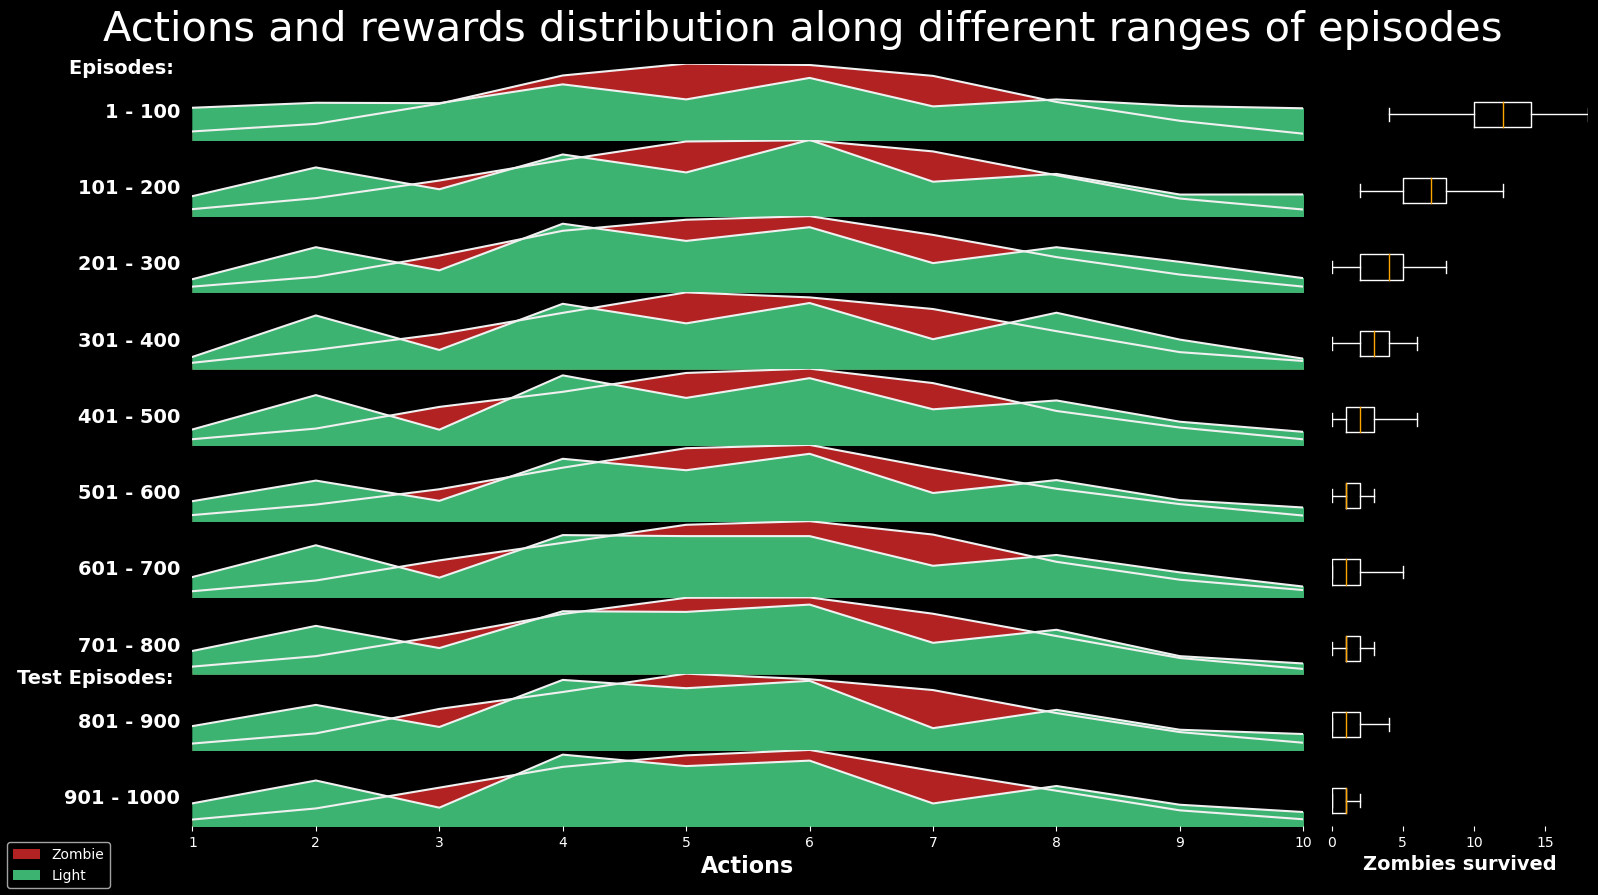 Actions and rewards distribution along different ranges of episodes
Episodes:
1 - 100
101 - 200
201 - 300
301 - 400
401 - 500
501 - 600
601 - 700
701 - 800
Test Episodes:
801 - 900
901 - 1000
1 2 3 4 5 6 7 8 9 10
0 5 10 15
Actions
Zombies survived
Zombie
Light